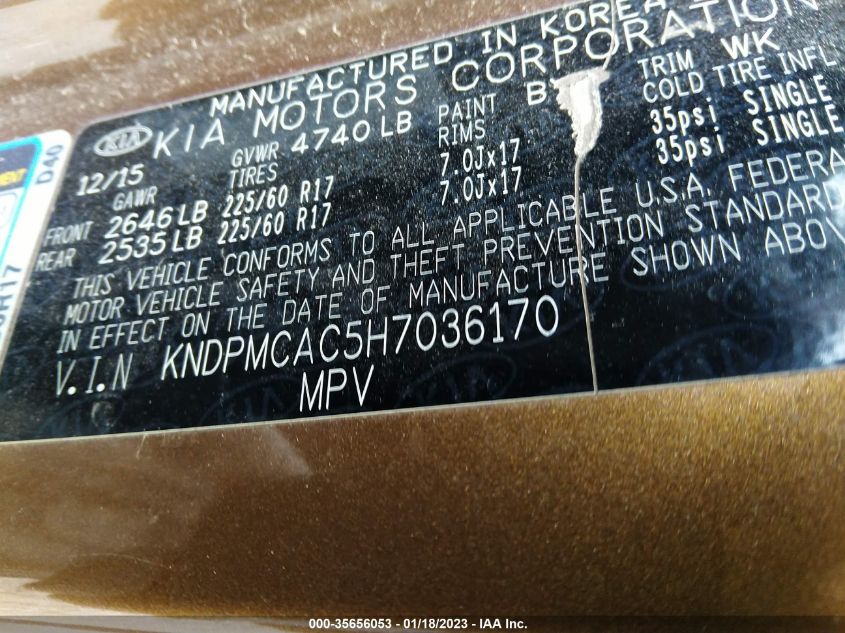 MANUFACTURED IN KOREA
KIA KIA MOTORS CORPORATION
12/15 GVWR 4740 LB PAINT B TRIM WK
GAWR TIRES RIMS COLD TIRE INFL
FRONT 2646 LB 225/60 R17 7.0Jx17 35psi SINGLE
REAR 2535 LB 225/60 R17 7.0Jx17 35psi SINGLE
THIS VEHICLE CONFORMS TO ALL APPLICABLE U.S.A. FEDERA
MOTOR VEHICLE SAFETY AND THEFT PREVENTION STANDARD
IN EFFECT ON THE DATE OF MANUFACTURE SHOWN ABOV
V.I.N KNDPMCAC5H7036170
MPV
D40
R17
000-35656053 — 01/18/2023 — IAA Inc.